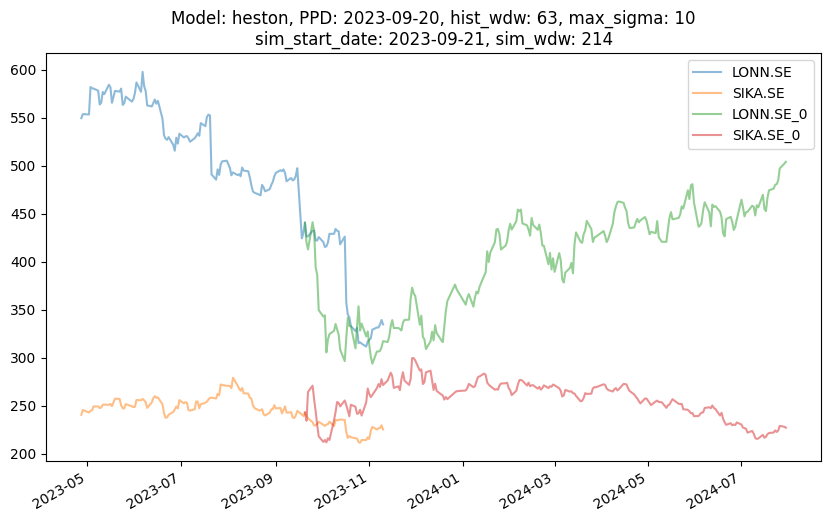 Model: heston, PPD: 2023-09-20, hist_wdw: 63, max_sigma: 10
sim_start_date: 2023-09-21, sim_wdw: 214
LONN.SE
SIKA.SE
LONN.SE_0
SIKA.SE_0
600
550
500
450
400
350
300
250
200
2023-05
2023-07
2023-09
2023-11
2024-01
2024-03
2024-05
2024-07